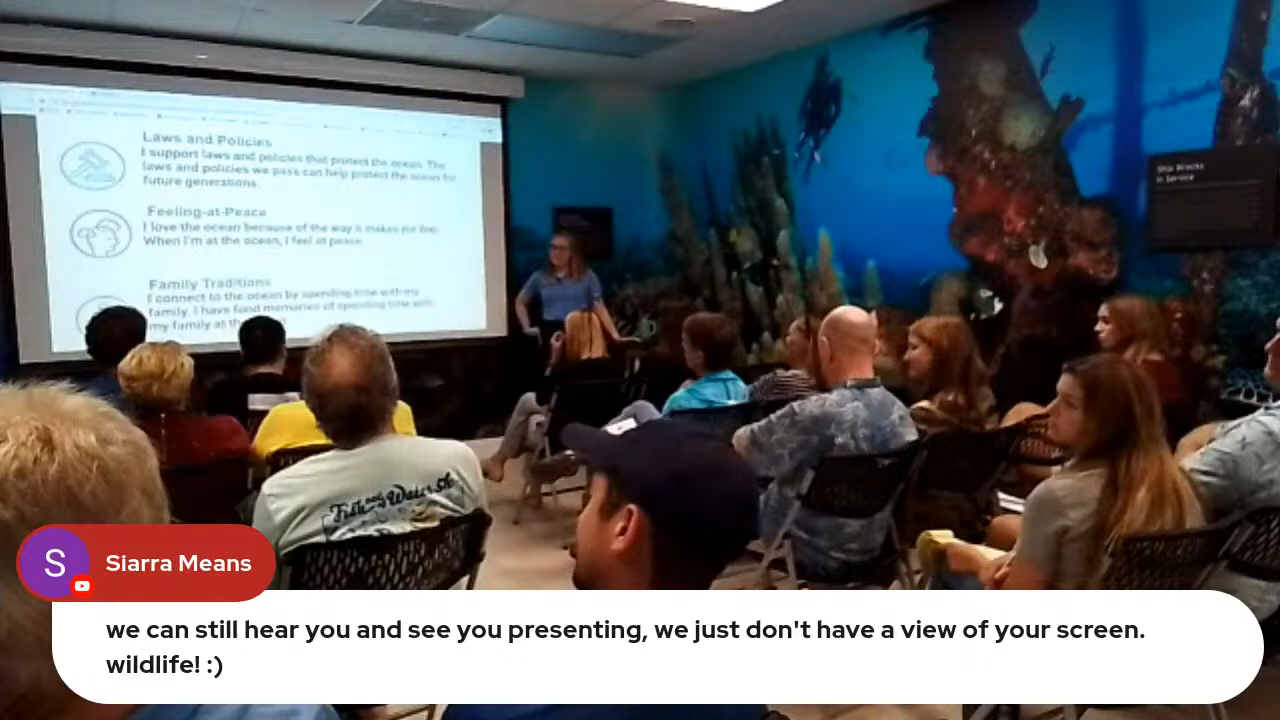 Laws and Policies
I support laws and policies that protect the ocean. The
laws and policies we pass can help protect the ocean for
future generations.
Feeling-at-Peace
I love the ocean because of the way it makes me feel.
When I'm at the ocean, I feel at peace.
Family Traditions
I connect to the ocean by spending time with my
family. I have fond memories of spending time with
my family at th
Ship Wrecks
in Service
S
Siarra Means
we can still hear you and see you presenting, we just don't have a view of your screen.
wildlife! :)